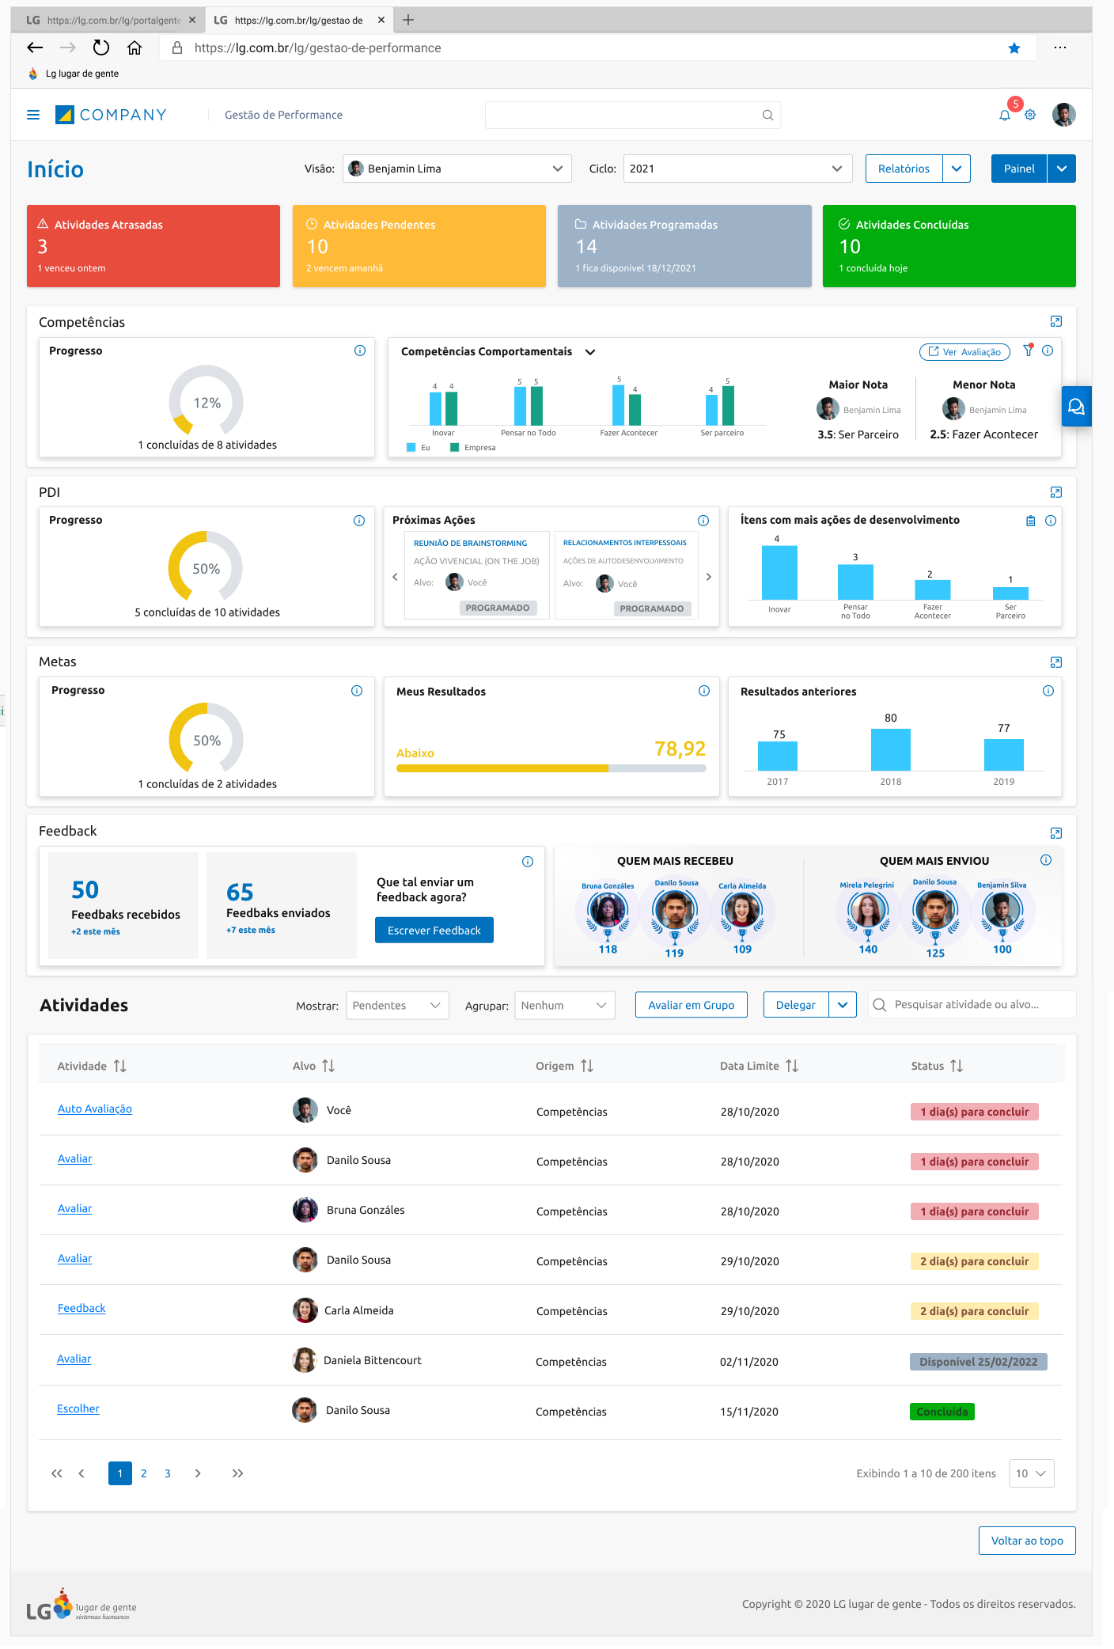 LG https://lg.com.br/lg/portalgente
LG https://lg.com.br/lg/gestao de
https://lg.com.br/lg/gestao-de-performance
Lg lugar de gente
COMPANY
Gestão de Performance
5
Início
Visão: Benjamin Lima
Ciclo: 2021
Relatórios
Painel
Atividades Atrasadas
3
1 venceu ontem
Atividades Pendentes
10
2 vencem amanhã
Atividades Programadas
14
1 fica disponível 18/12/2021
Atividades Concluídas
10
1 concluída hoje
Competências
Progresso
12%
1 concluídas de 8 atividades
Competências Comportamentais
Ver Avaliação
4 4
5 5
5 4
4 5
Inovar
Pensar no Todo
Fazer Acontecer
Ser parceiro
Eu
Empresa
Maior Nota
Benjamin Lima
3.5: Ser Parceiro
Menor Nota
Benjamin Lima
2.5: Fazer Acontecer
PDI
Progresso
50%
5 concluídas de 10 atividades
Próximas Ações
REUNIÃO DE BRAINSTORMING
AÇÃO VIVENCIAL (ON THE JOB)
Alvo: Você
PROGRAMADO
RELACIONAMENTOS INTERPESSOAIS
AÇÕES DE AUTODESENVOLVIMENTO
Alvo: Você
PROGRAMADO
Ítens com mais ações de desenvolvimento
4
3
2
1
Inovar
Pensar
no Todo
Fazer
Acontecer
Ser
Parceiro
Metas
Progresso
50%
1 concluídas de 2 atividades
Meus Resultados
Abaixo
78,92
Resultados anteriores
75
80
77
2017
2018
2019
Feedback
50
Feedbaks recebidos
+2 este mês
65
Feedbaks enviados
+7 este mês
Que tal enviar um
feedback agora?
Escrever Feedback
QUEM MAIS RECEBEU
Bruna Gonzáles
Danilo Sousa
Carla Almeida
118
119
109
QUEM MAIS ENVIOU
Mirela Pelegrini
Danilo Sousa
Benjamin Silva
140
125
100
Atividades
Mostrar: Pendentes
Agrupar: Nenhum
Avaliar em Grupo
Delegar
Pesquisar atividade ou alvo...
Atividade Alvo Origem Data Limite Status
Auto Avaliação Você Competências 28/10/2020 1 dia(s) para concluir
Avaliar Danilo Sousa Competências 28/10/2020 1 dia(s) para concluir
Avaliar Bruna Gonzáles Competências 28/10/2020 1 dia(s) para concluir
Avaliar Danilo Sousa Competências 29/10/2020 2 dia(s) para concluir
Feedback Carla Almeida Competências 29/10/2020 2 dia(s) para concluir
Avaliar Daniela Bittencourt Competências 02/11/2020 Disponível 25/02/2022
Escolher Danilo Sousa Competências 15/11/2020 Concluída
1 2 3
Exibindo 1 a 10 de 200 itens
10
Voltar ao topo
LG lugar de gente
sistemas humanos
Copyright © 2020 LG lugar de gente - Todos os direitos reservados.